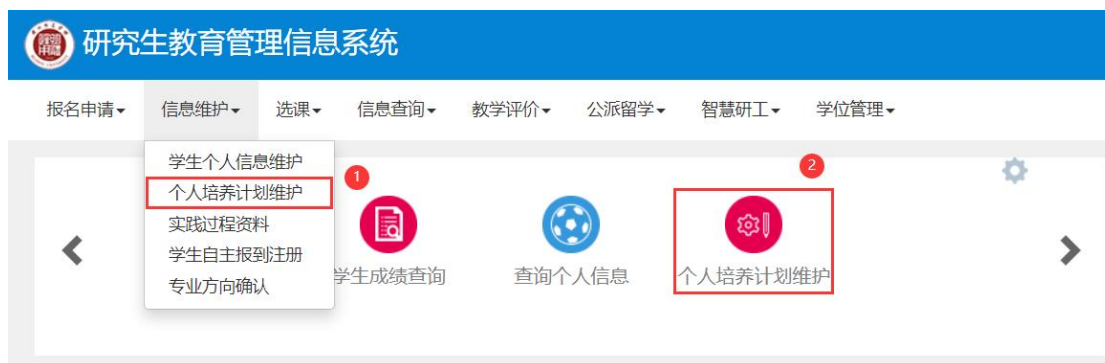 研究生教育管理信息系统
报名申请 信息维护 选课 信息查询 教学评价 公派留学 智慧研工 学位管理
学生个人信息维护
个人培养计划维护
实践过程资料
学生自主报到注册
专业方向确认
1
2
学生成绩查询 查询个人信息 个人培养计划维护